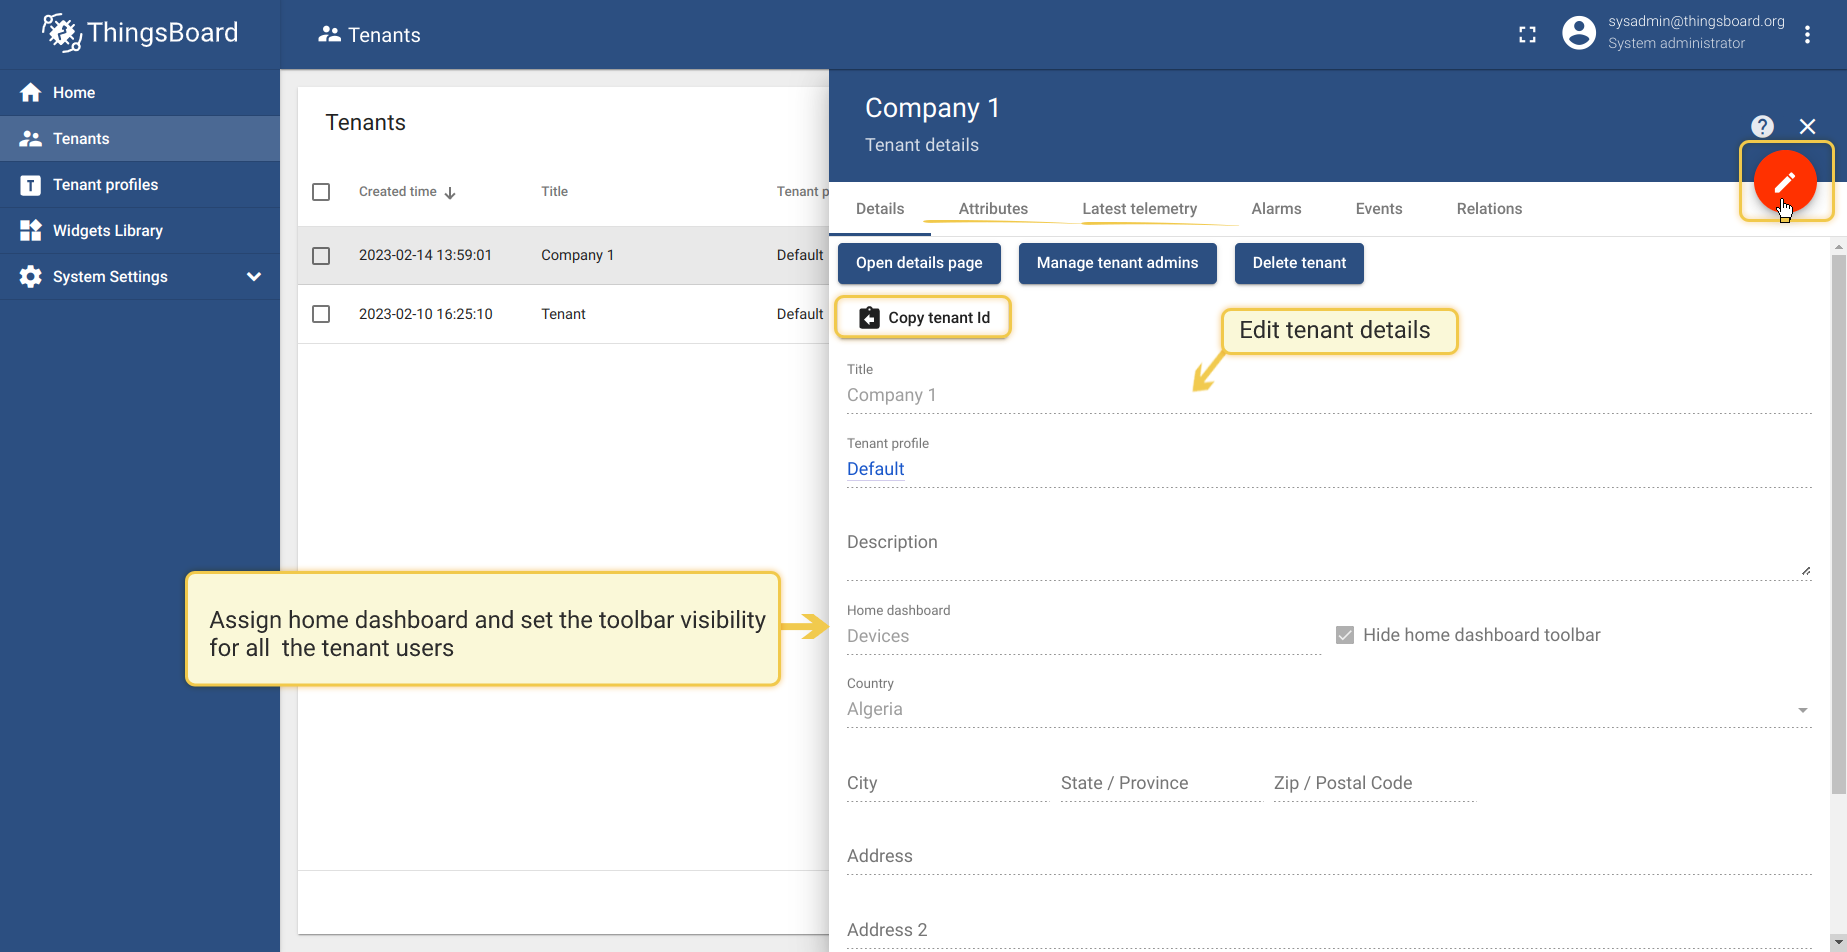 ThingsBoard
Tenants
sysadmin@thingsboard.org
System administrator
Home
Tenants
Tenant profiles
Widgets Library
System Settings
Tenants
Created time
Title
Tenant p
2023-02-14 13:59:01
Company 1
Default
2023-02-10 16:25:10
Tenant
Default
Assign home dashboard and set the toolbar visibility
for all the tenant users
Company 1
Tenant details
?
Details
Attributes
Latest telemetry
Alarms
Events
Relations
Open details page
Manage tenant admins
Delete tenant
Copy tenant Id
Edit tenant details
Title
Company 1
Tenant profile
Default
Description
Home dashboard
Devices
Hide home dashboard toolbar
Country
Algeria
City
State / Province
Zip / Postal Code
Address
Address 2